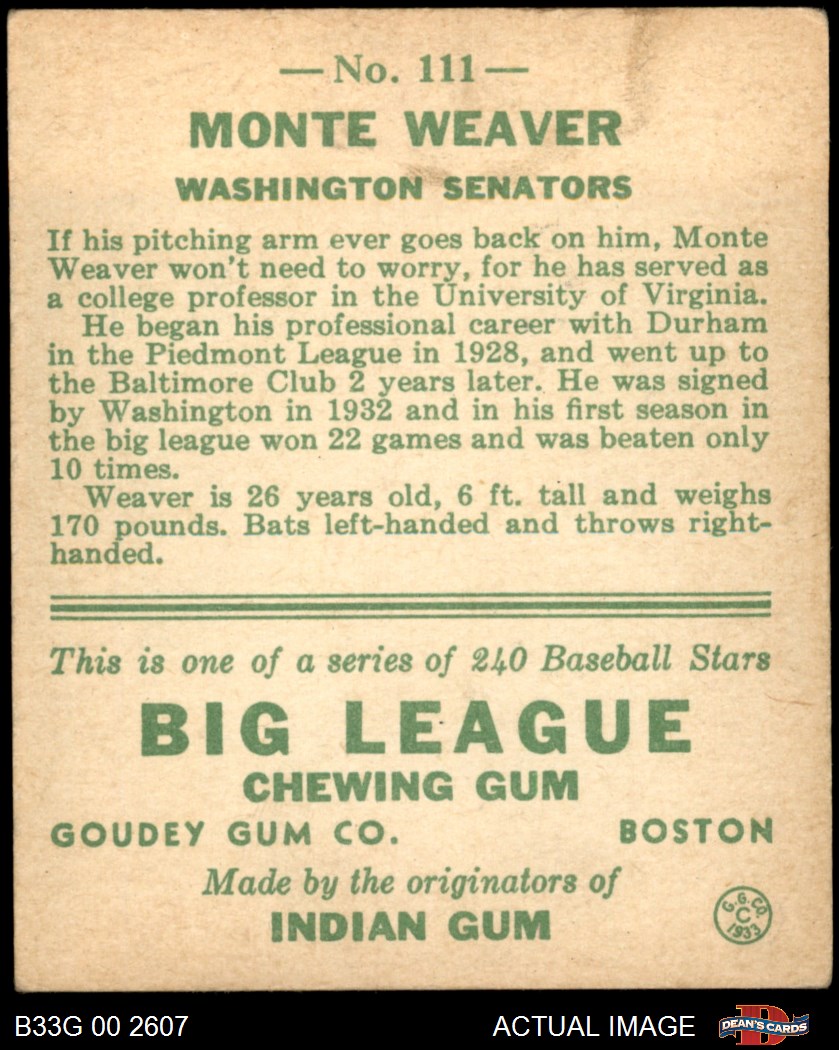 — No. 111 —
MONTE WEAVER
WASHINGTON SENATORS
If his pitching arm ever goes back on him, Monte
Weaver won't need to worry, for he has served as
a college professor in the University of Virginia.
He began his professional career with Durham
in the Piedmont League in 1928, and went up to
the Baltimore Club 2 years later. He was signed
by Washington in 1932 and in his first season in
the big league won 22 games and was beaten only
10 times.
Weaver is 26 years old, 6 ft. tall and weighs
170 pounds. Bats left-handed and throws right-
handed.
This is one of a series of 240 Baseball Stars
BIG LEAGUE
CHEWING GUM
GOUDEY GUM CO. BOSTON
Made by the originators of
INDIAN GUM
G. G. CO.
C
1933
B33G 00 2607 ACTUAL IMAGE D DEAN'S CARDS